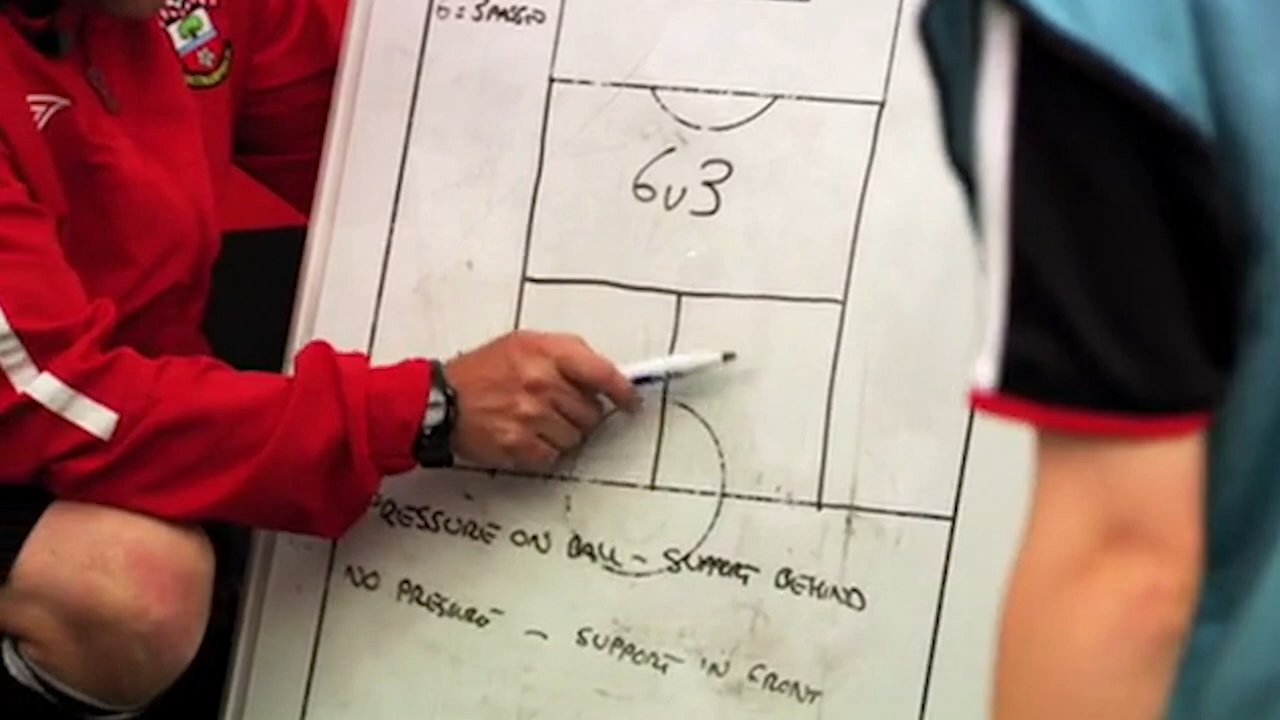 6v3
PRESSURE ON BALL - SUPPORT BEHIND
NO PRESSURE - SUPPORT IN FRONT